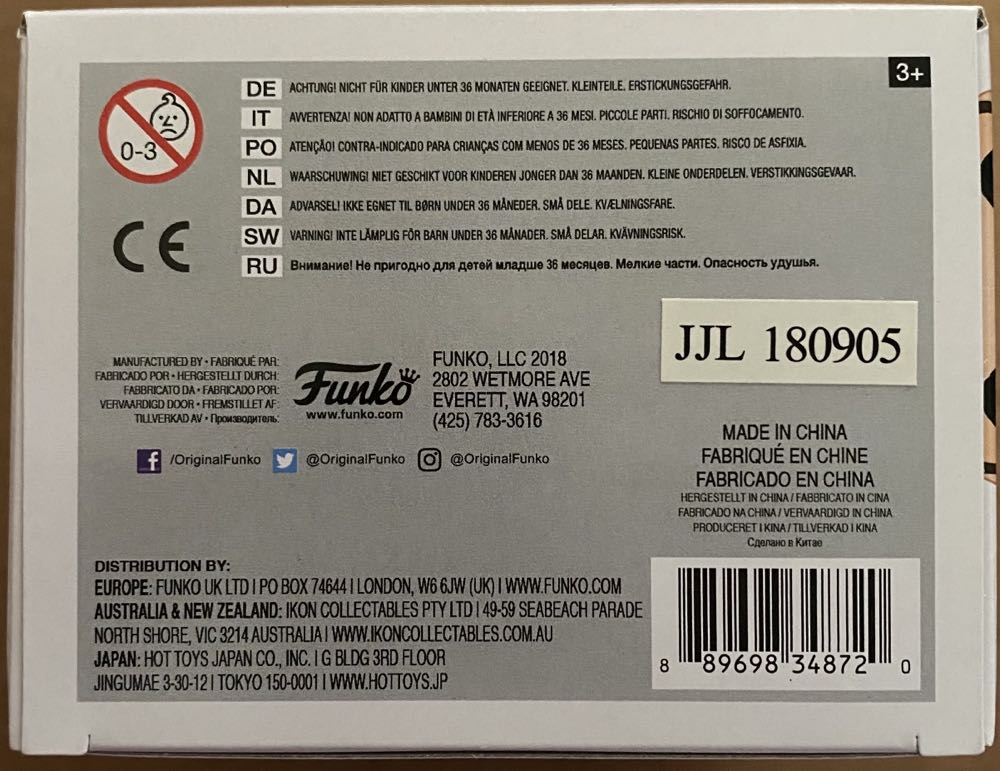 3+
0-3
DE ACHTUNG! NICHT FÜR KINDER UNTER 36 MONATEN GEEIGNET. KLEINTEILE. ERSTICKUNGSGEFAHR.
IT AVVERTENZA! NON ADATTO A BAMBINI DI ETÀ INFERIORE A 36 MESI. PICCOLE PARTI. RISCHIO DI SOFFOCAMENTO.
PO ATENÇÃO! CONTRA-INDICADO PARA CRIANÇAS COM MENOS DE 36 MESES. PEQUENAS PARTES. RISCO DE ASFIXIA.
NL WAARSCHUWING! NIET GESCHIKT VOOR KINDEREN JONGER DAN 36 MAANDEN. KLEINE ONDERDELEN. VERSTIKKINGSGEVAAR.
DA ADVARSEL! IKKE EGNET TIL BØRN UNDER 36 MÅNEDER. SMÅ DELE. KVÆLNINGSFARE.
SW VARNING! INTE LÄMPLIG FÖR BARN UNDER 36 MÅNADER. SMÅ DELAR. KVÄVNINGSRISK.
RU Внимание! Не пригодно для детей младше 36 месяцев. Мелкие части. Опасность удушья.
CE
JJL 180905
MANUFACTURED BY • FABRIQUÉ PAR:
FABRICADO POR • HERGESTELLT DURCH:
FABBRICATO DA • FABRICADO POR:
VERVAARDIGD DOOR • FREMSTILLET AF:
TILLVERKAD AV • Производитель:
Funko
www.funko.com
FUNKO, LLC 2018
2802 WETMORE AVE
EVERETT, WA 98201
(425) 783-3616
f /OriginalFunko @OriginalFunko @OriginalFunko
MADE IN CHINA
FABRIQUÉ EN CHINE
FABRICADO EN CHINA
HERGESTELLT IN CHINA / FABBRICATO IN CINA
FABRICADO NA CHINA / VERVAARDIGD IN CHINA
PRODUCERET I KINA / TILLVERKAD I KINA
Сделано в Китае
DISTRIBUTION BY:
EUROPE: FUNKO UK LTD I PO BOX 74644 I LONDON, W6 6JW (UK) I WWW.FUNKO.COM
AUSTRALIA & NEW ZEALAND: IKON COLLECTABLES PTY LTD I 49-59 SEABEACH PARADE
NORTH SHORE, VIC 3214 AUSTRALIA I WWW.IKONCOLLECTABLES.COM.AU
JAPAN: HOT TOYS JAPAN CO., INC. I G BLDG 3RD FLOOR
JINGUMAE 3-30-12 I TOKYO 150-0001 I WWW.HOTTOYS.JP
8 89698 34872 0